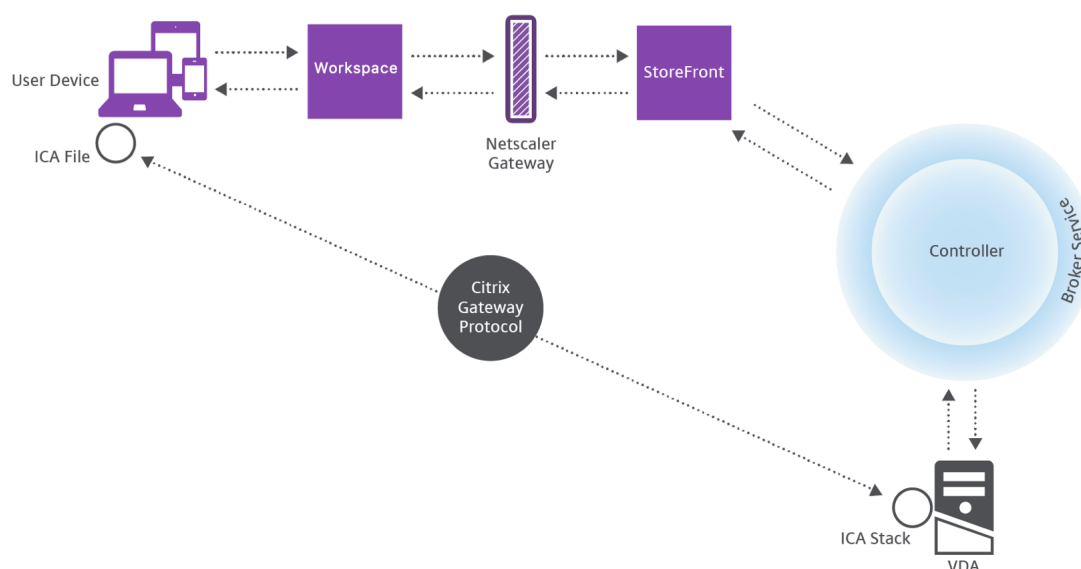 User Device
Workspace
StoreFront
Netscaler
Gateway
ICA File
Controller
Broker Service
Citrix
Gateway
Protocol
ICA Stack
VDA